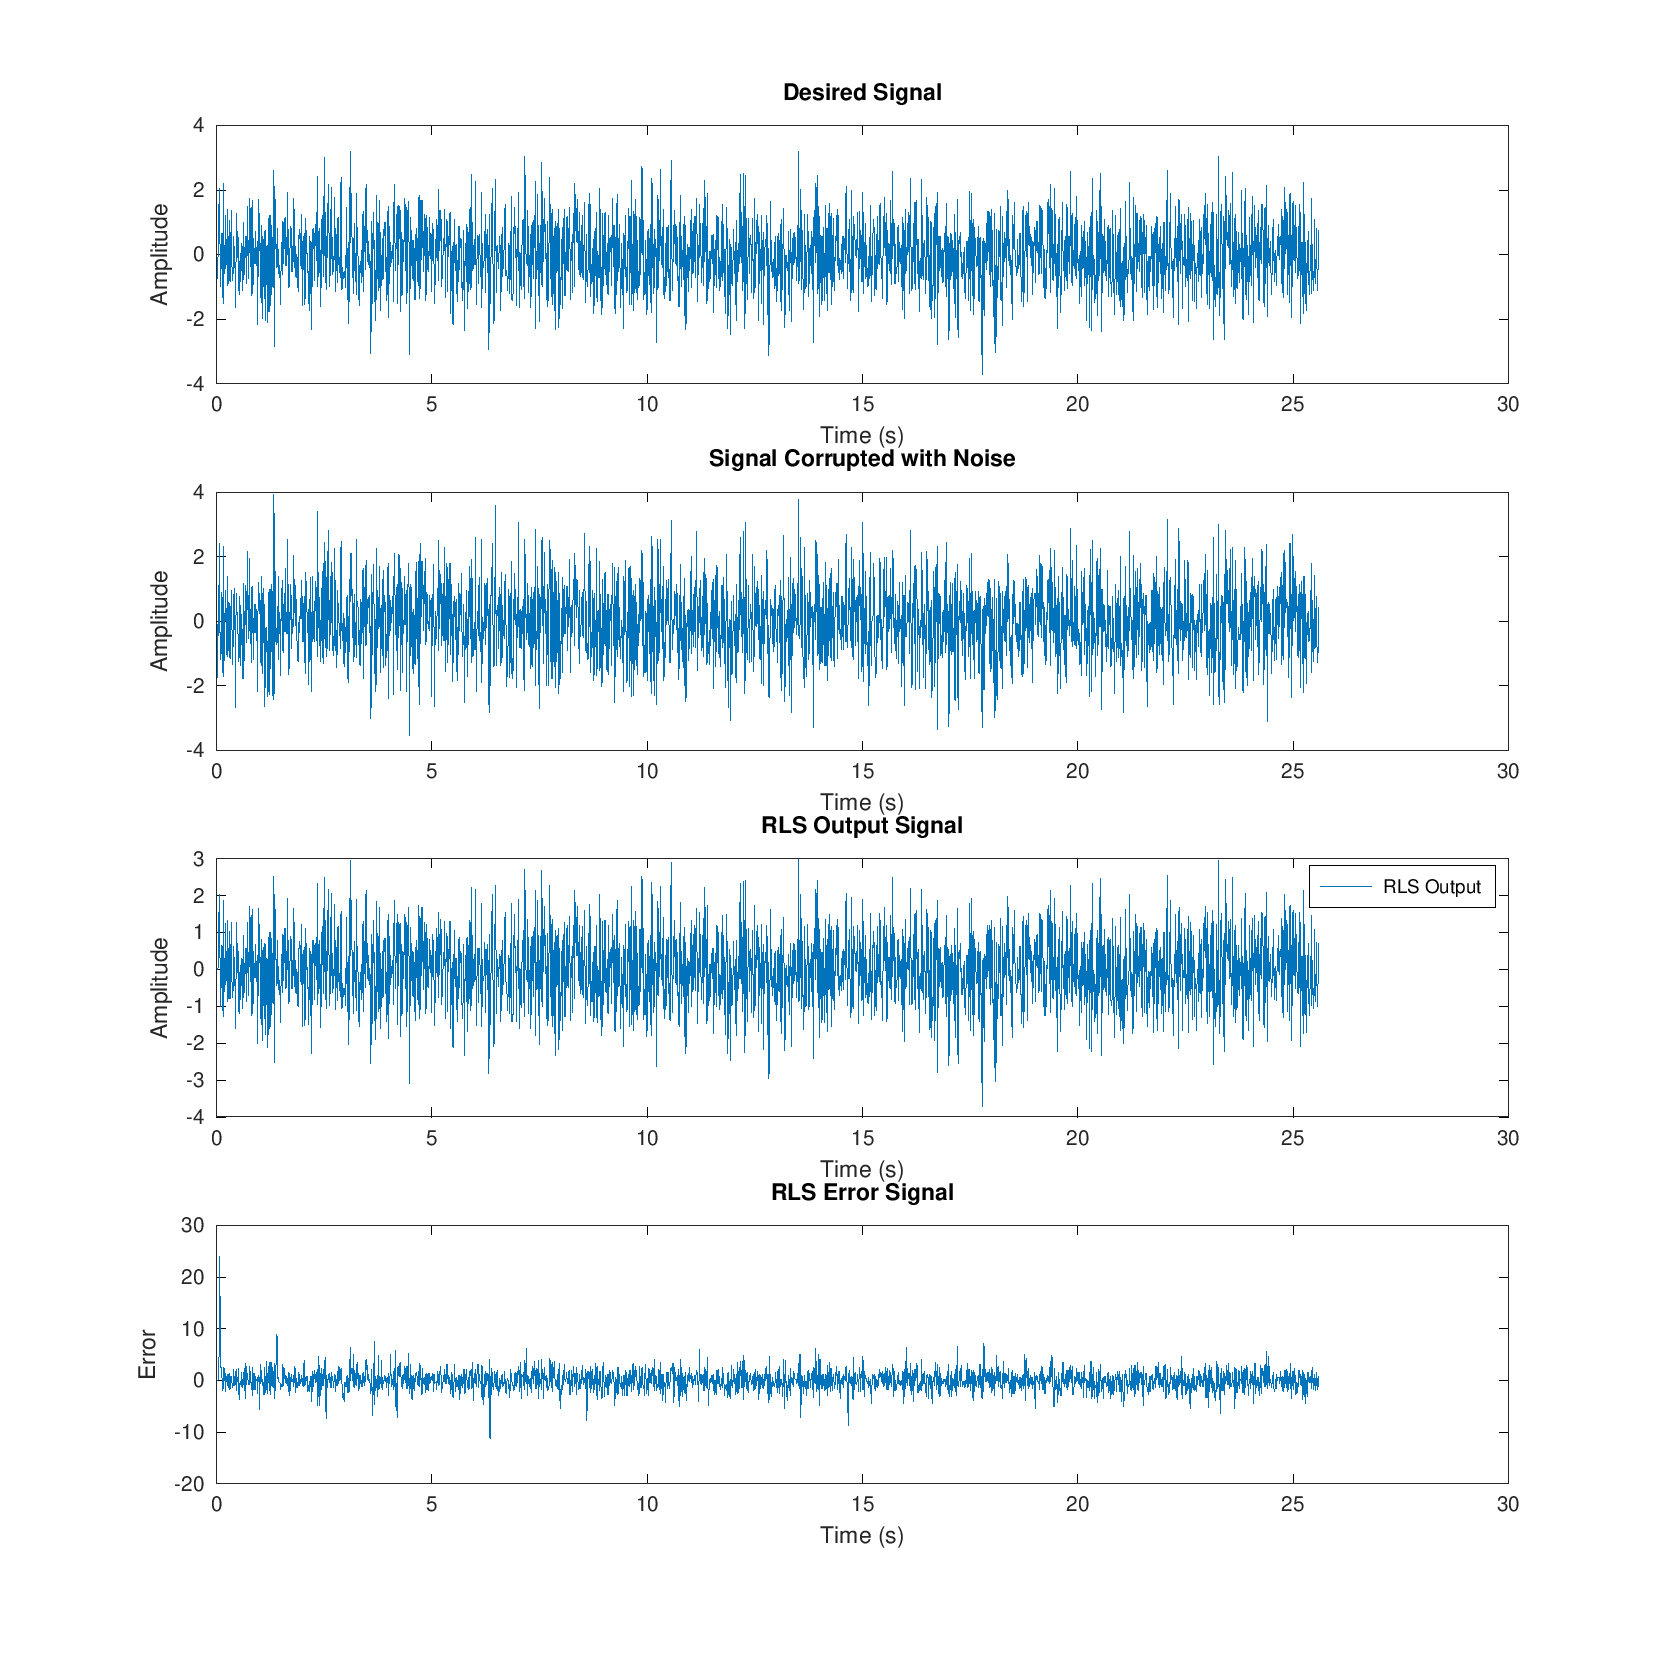 Desired Signal
4
2
0
-2
-4
Amplitude
0 5 10 15 20 25 30
Time (s)
Signal Corrupted with Noise
4
2
0
-2
-4
Amplitude
0 5 10 15 20 25 30
Time (s)
RLS Output Signal
3
2
1
0
-1
-2
-3
-4
Amplitude
RLS Output
0 5 10 15 20 25 30
Time (s)
RLS Error Signal
30
20
10
0
-10
-20
Error
0 5 10 15 20 25 30
Time (s)